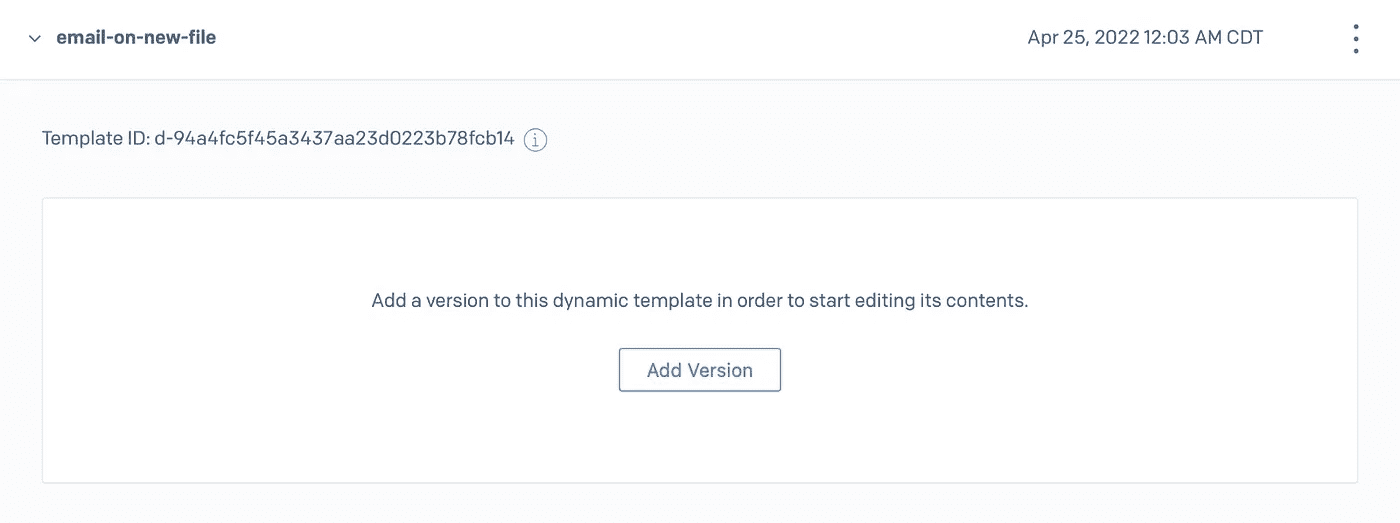 email-on-new-file
Apr 25, 2022 12:03 AM CDT
Template ID: d-94a4fc5f45a3437aa23d0223b78fcb14
Add a version to this dynamic template in order to start editing its contents.
Add Version